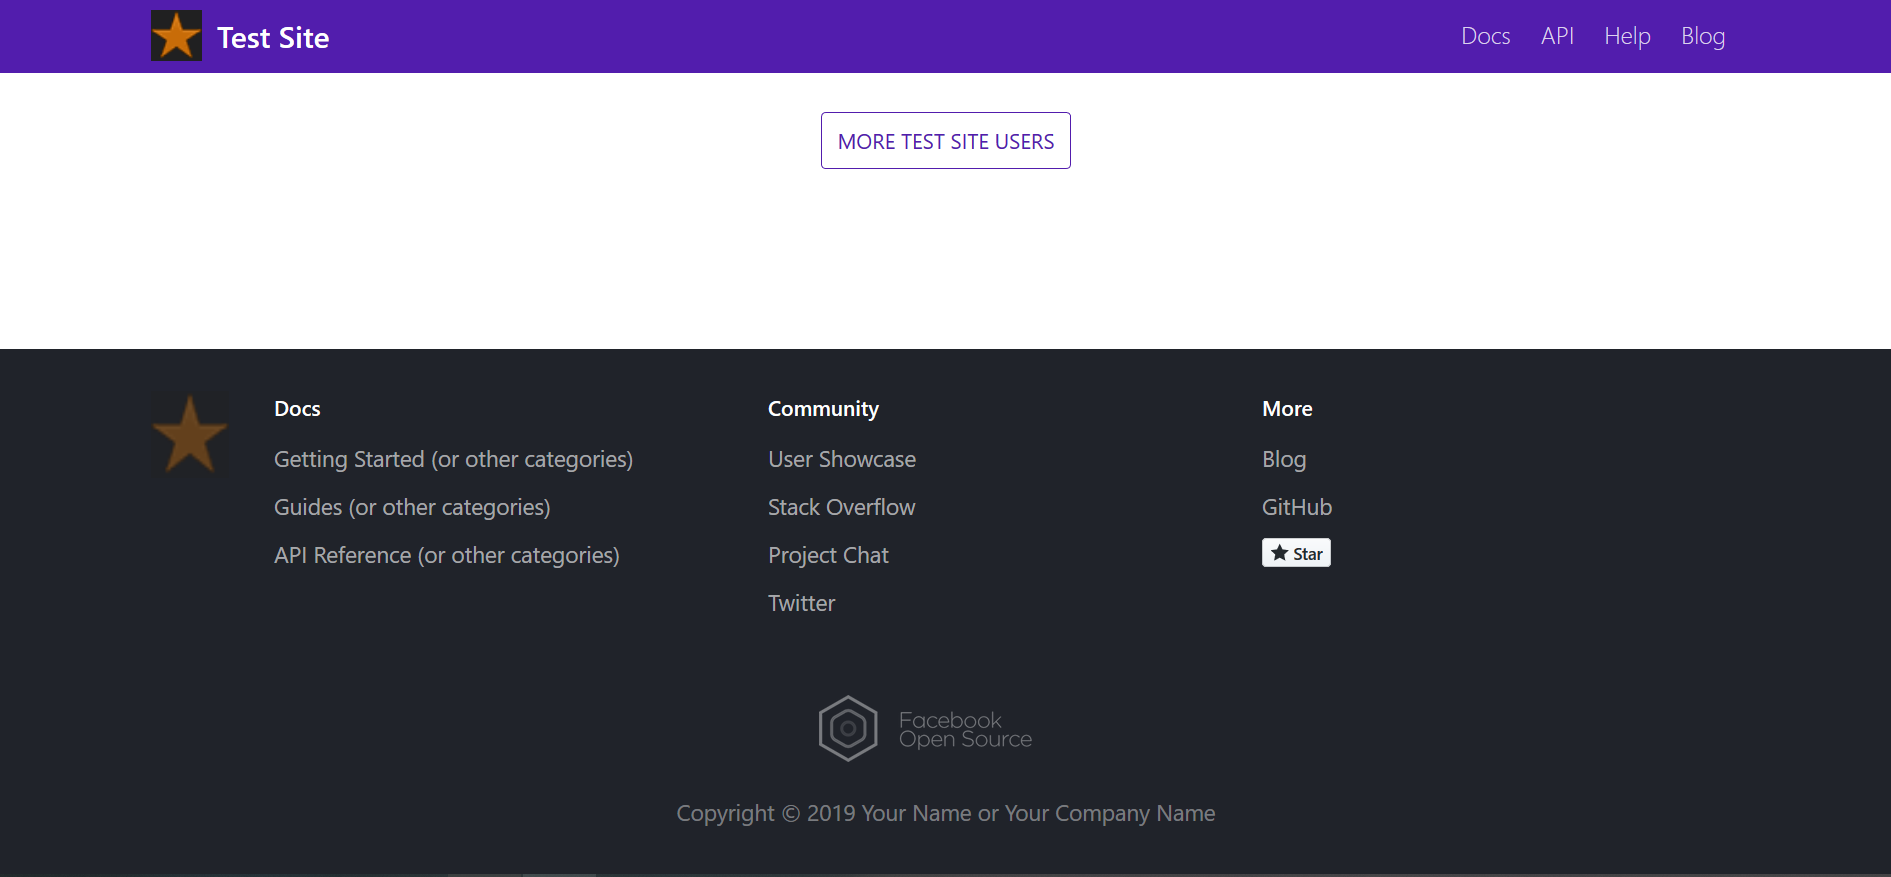 Test Site
Docs API Help Blog
MORE TEST SITE USERS
Docs
Getting Started (or other categories)
Guides (or other categories)
API Reference (or other categories)
Community
User Showcase
Stack Overflow
Project Chat
Twitter
More
Blog
GitHub
Star
Facebook
Open Source
Copyright © 2019 Your Name or Your Company Name